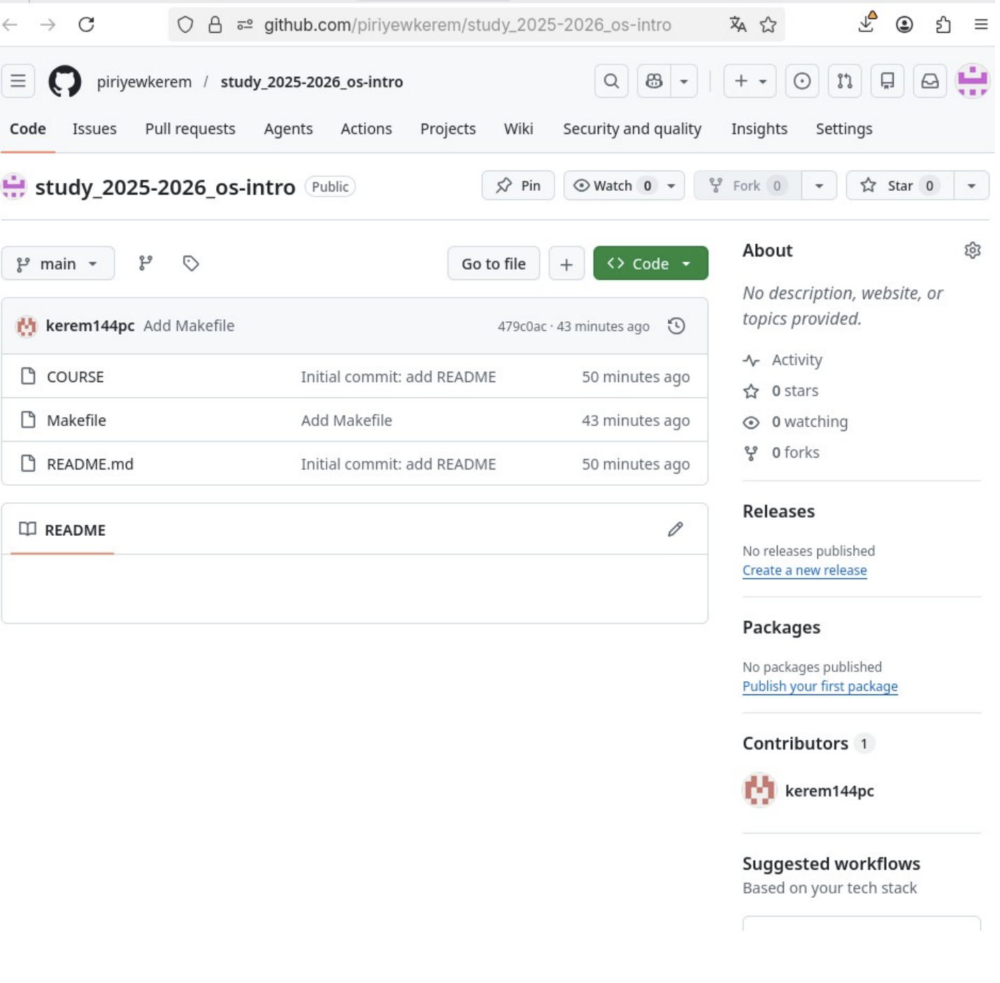 github.com/piriyewkerem/study_2025-2026_os-intro
piriyewkerem / study_2025-2026_os-intro
Code Issues Pull requests Agents Actions Projects Wiki Security and quality Insights Settings
study_2025-2026_os-intro Public Pin Watch 0 Fork 0 Star 0
main Go to file Code
kerem144pc Add Makefile 479c0ac · 43 minutes ago
COURSE Initial commit: add README 50 minutes ago
Makefile Add Makefile 43 minutes ago
README.md Initial commit: add README 50 minutes ago
README
About
No description, website, or
topics provided.
Activity
0 stars
0 watching
0 forks
Releases
No releases published
Create a new release
Packages
No packages published
Publish your first package
Contributors 1
kerem144pc
Suggested workflows
Based on your tech stack